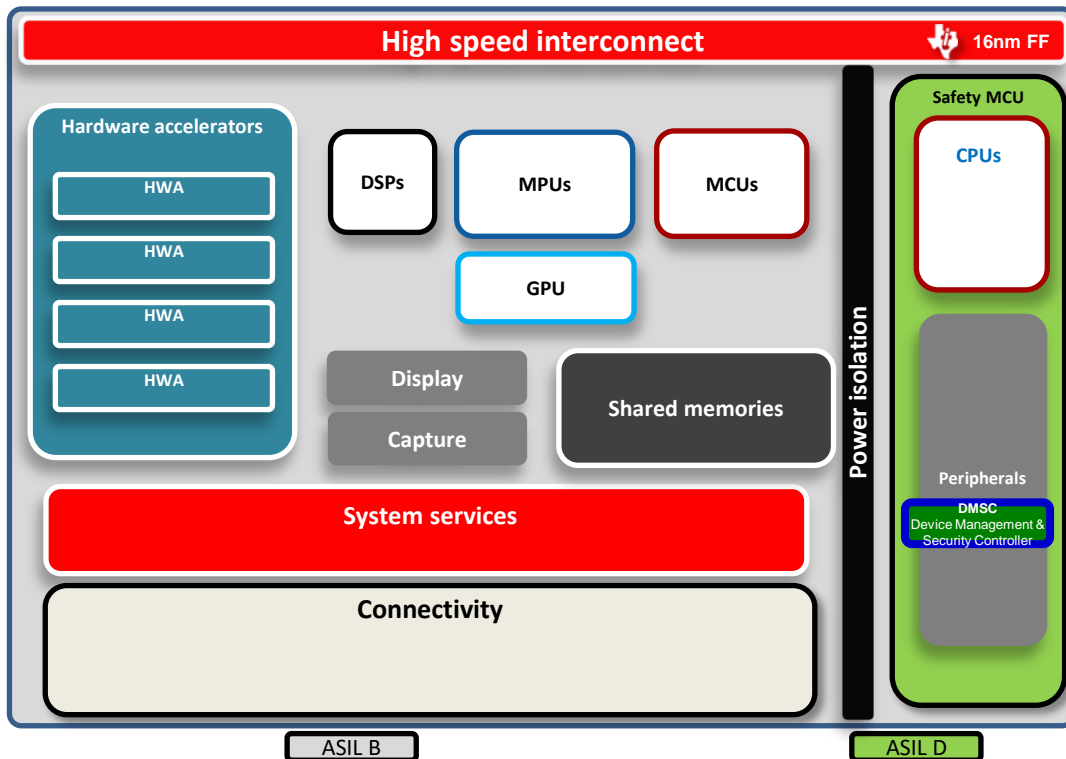 High speed interconnect
16nm FF
Hardware accelerators
HWA
HWA
HWA
HWA
DSPs
MPUs
MCUs
GPU
Display
Capture
Shared memories
System services
Connectivity
Power isolation
Safety MCU
CPUs
Peripherals
DMSC
Device Management &
Security Controller
ASIL B
ASIL D